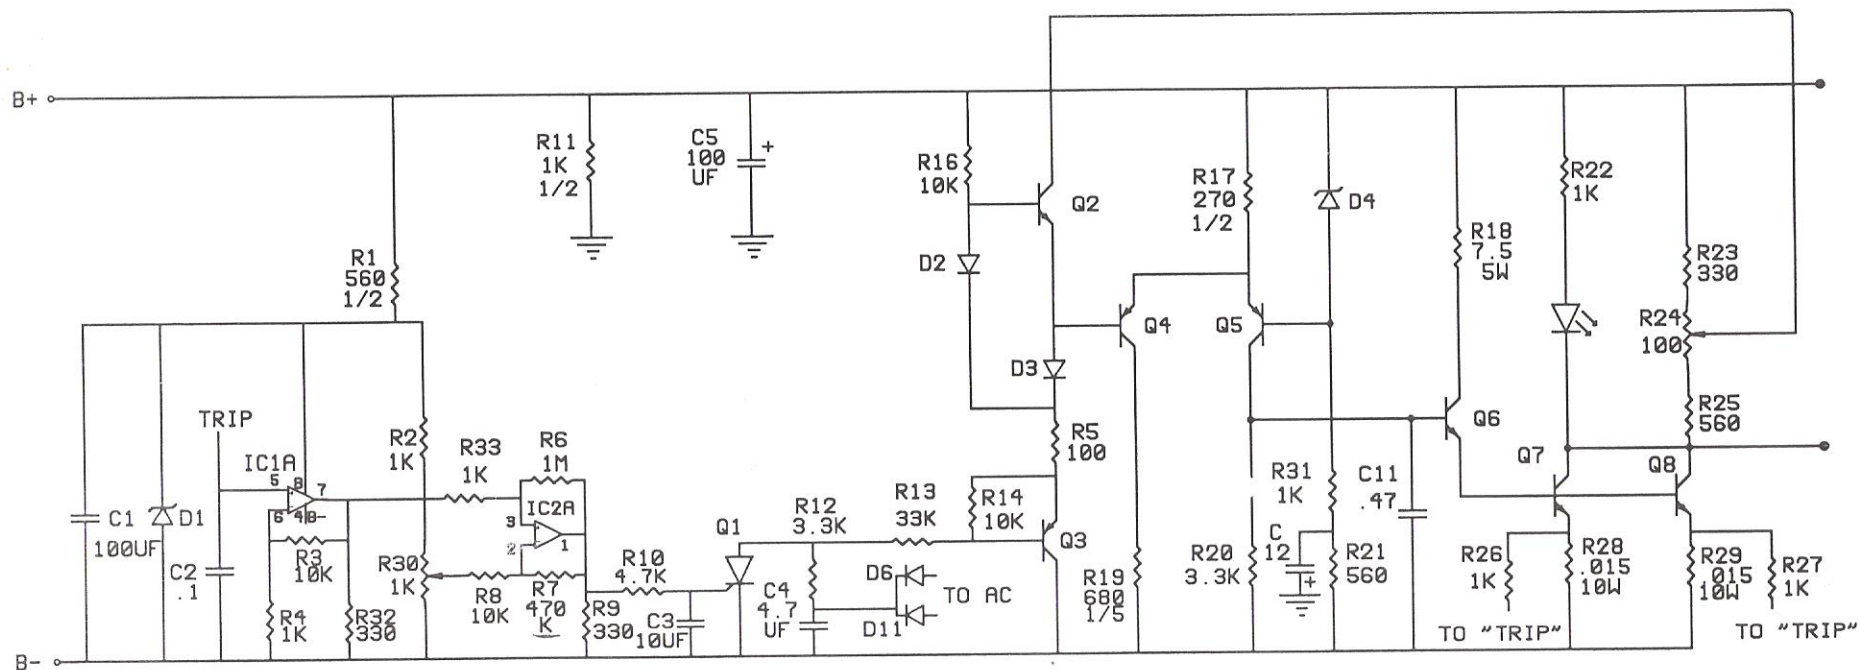 B+
R11
1K
1/2
C5
100
UF
+
R16
10K
Q2
R17
270
1/2
D4
R22
1K
R18
7.5
5W
R23
330
R1
560
1/2
D2
Q4
Q5
R24
100
D3
TRIP
R2
1K
R33
1K
R6
1M
R5
100
Q6
R25
560
IC1A
5
8
7
6
4
B-
IC2A
3
2
1
Q7
Q8
C1
100UF
D1
C2
.1
R3
10K
R4
1K
R32
330
R30
1K
R8
10K
R7
470
K
R10
4.7K
R9
330
C3
10UF
Q1
R12
3.3K
R13
33K
R14
10K
Q3
C4
4.7
UF
D6
D11
TO AC
R19
680
1/5
R20
3.3K
R31
1K
C
12
+
R21
560
C11
.47
R26
1K
R28
.015
10W
R29
.015
10W
R27
1K
TO "TRIP"
TO "TRIP"
B-